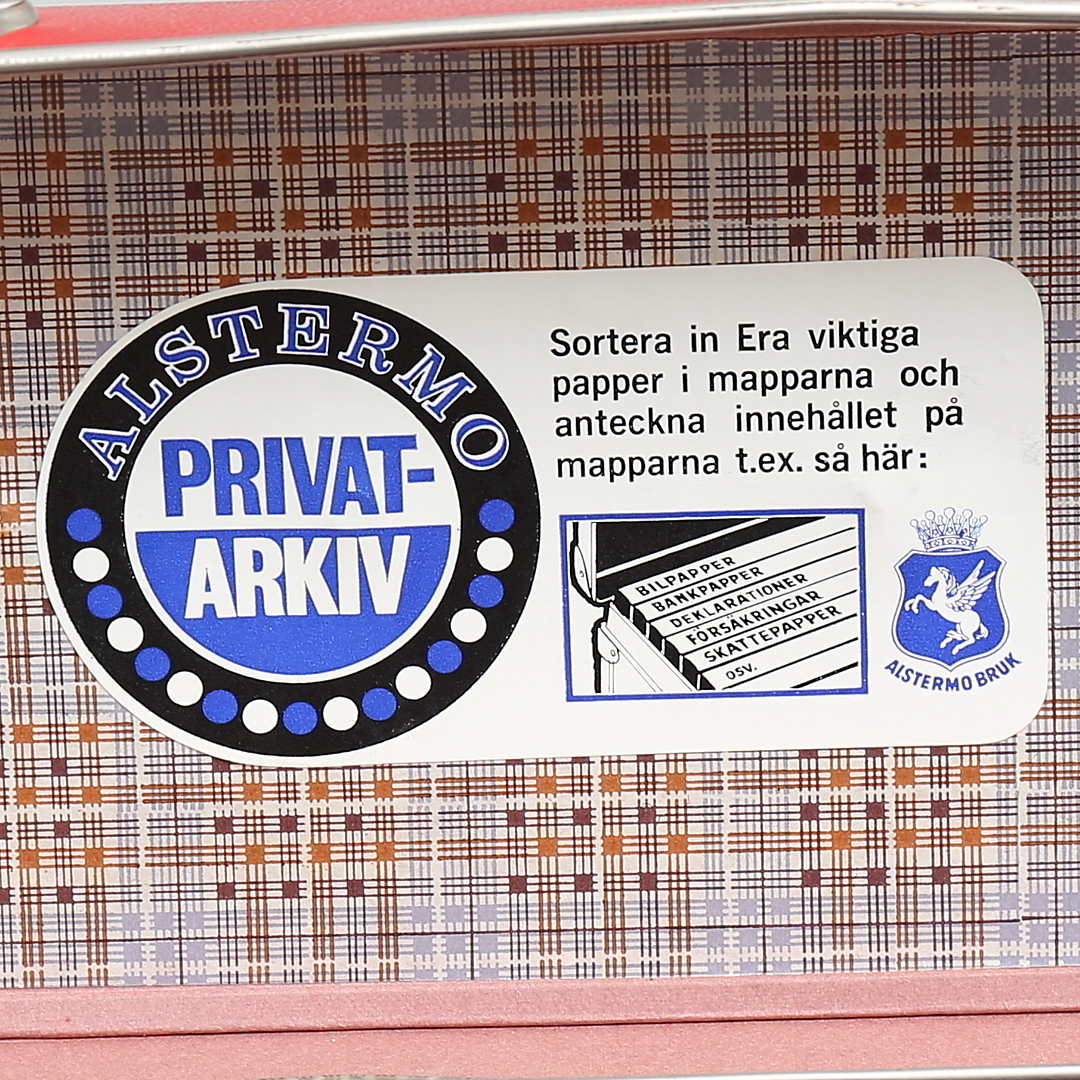 ALSTERMO
PRIVAT-
ARKIV
Sortera in Era viktiga
papper i mapparna och
anteckna innehållet på
mapparna t.ex. så här:
BILPAPPER
BANKPAPPER
DEKLARATIONER
FÖRSÄKRINGAR
SKATTEPAPPER
OSV.
ALSTERMO BRUK